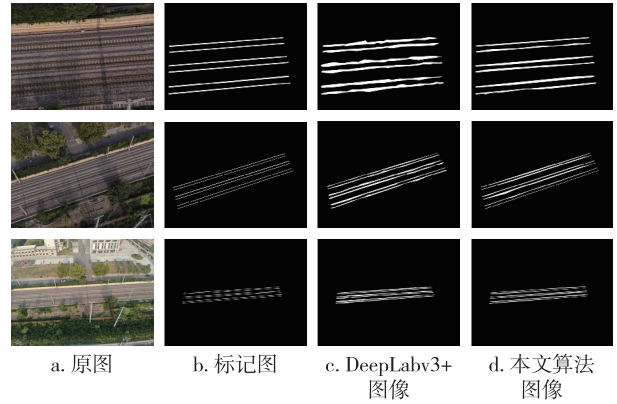 a. 原图
b. 标记图
c. DeepLabv3+
图像
d. 本文算法
图像